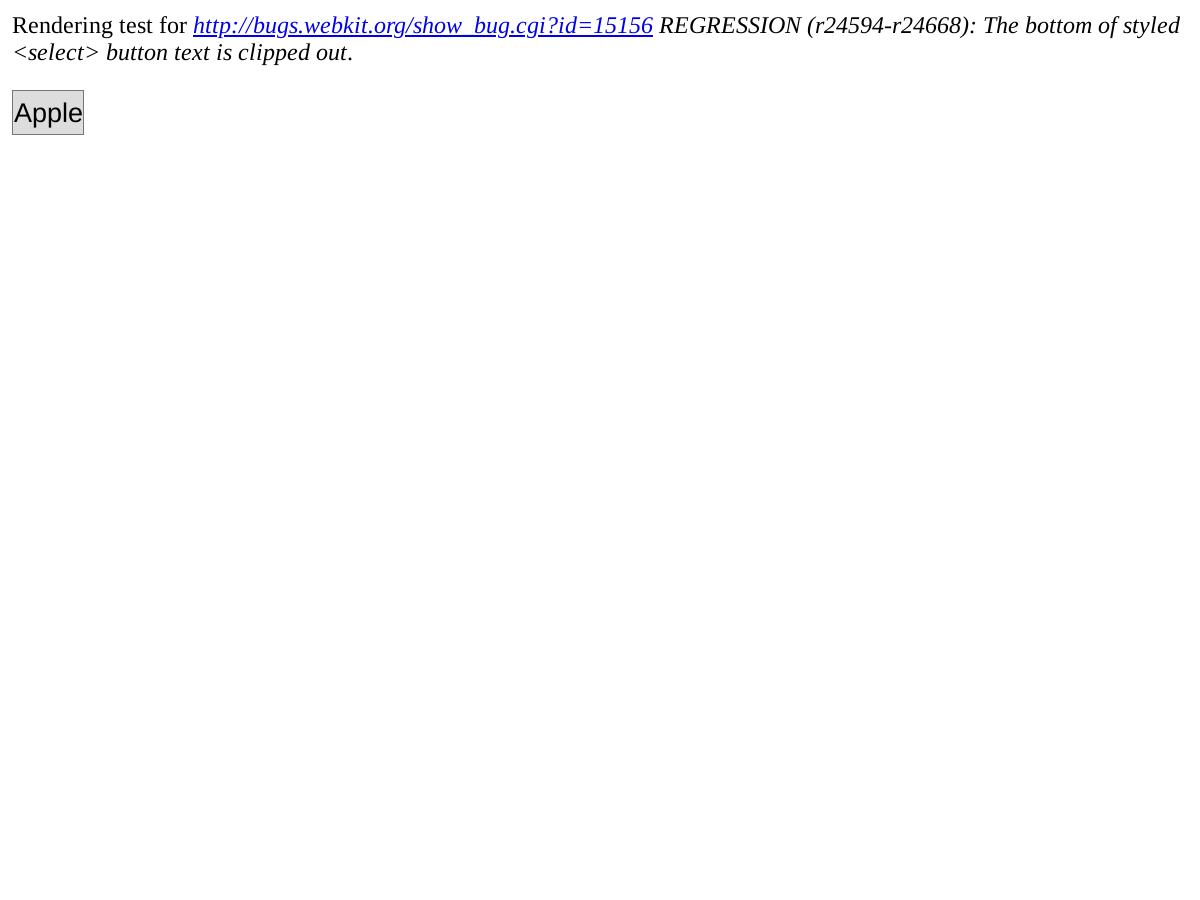 Rendering test for http://bugs.webkit.org/show_bug.cgi?id=15156 REGRESSION (r24594-r24668): The bottom of styled
<select> button text is clipped out.
Apple